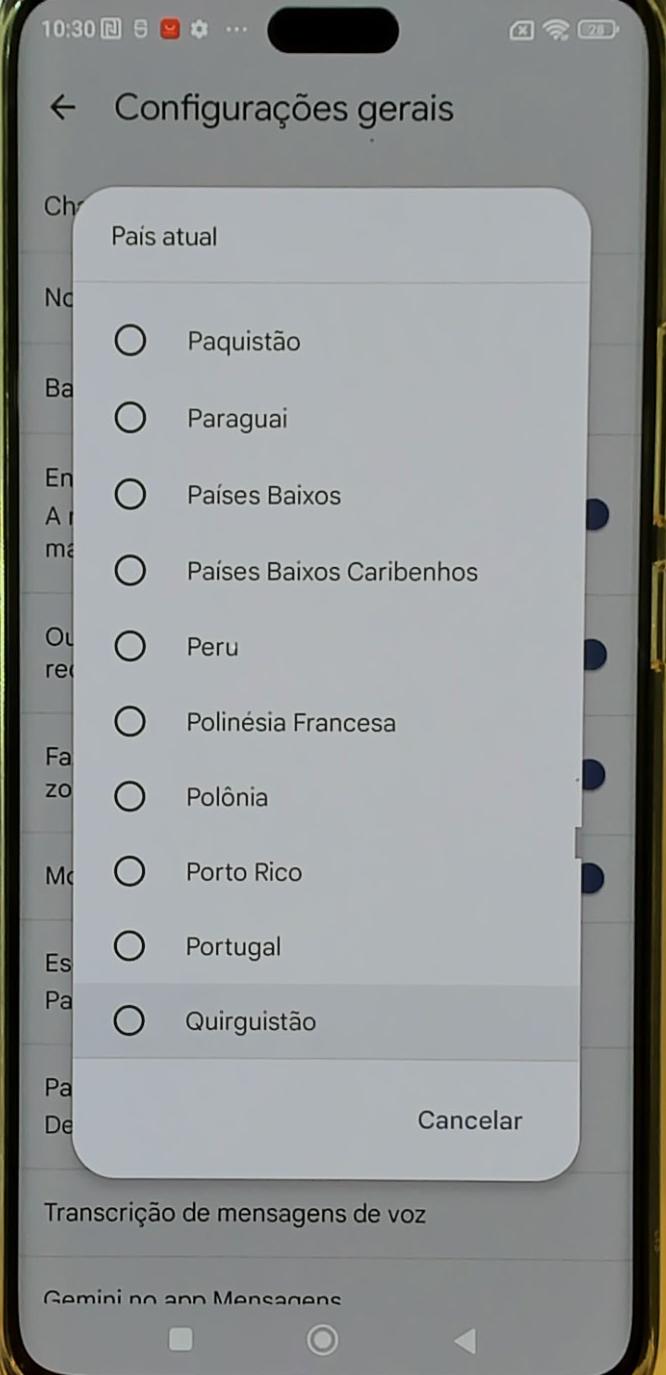 10:30
28
Configurações gerais
Ch
No
Ba
En
A
ma
Ou
red
Fa
zo
Mo
Es
Pa
Pa
De
País atual
Paquistão
Paraguai
Países Baixos
Países Baixos Caribenhos
Peru
Polinésia Francesa
Polônia
Porto Rico
Portugal
Quirguistão
Cancelar
Transcrição de mensagens de voz
Gemini no app Mensagens